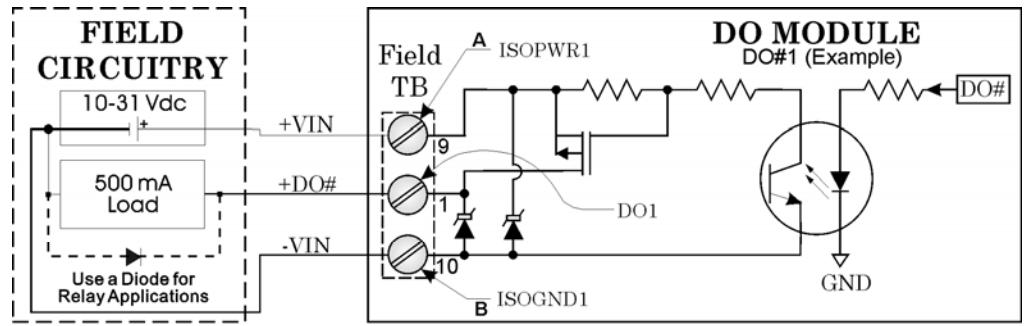 FIELD
CIRCUITRY
10-31 Vdc
+
500 mA
Load
Use a Diode for
Relay Applications
+VIN
+DO#
-VIN
Field
TB
A
ISOPWR1
9
1
10
B
ISOGND1
DO1
DO MODULE
DO#1 (Example)
DO#
GND